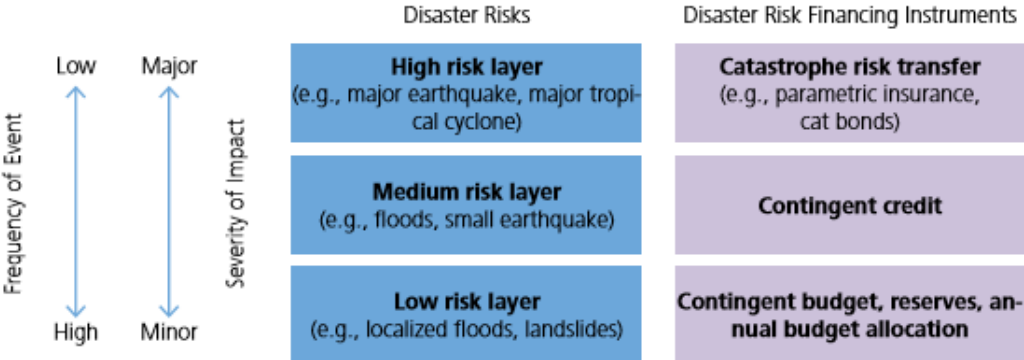 Disaster Risks
Disaster Risk Financing Instruments
Low
Major
Frequency of Event
Severity of Impact
High
Minor
High risk layer
(e.g., major earthquake, major tropi-
cal cyclone)
Catastrophe risk transfer
(e.g., parametric insurance,
cat bonds)
Medium risk layer
(e.g., floods, small earthquake)
Contingent credit
Low risk layer
(e.g., localized floods, landslides)
Contingent budget, reserves, an-
nual budget allocation